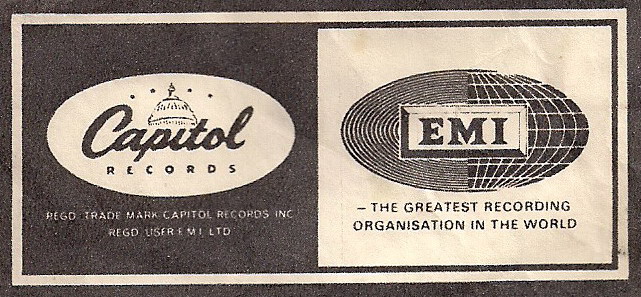 Capitol
RECORDS
REGD. TRADE MARK CAPITOL RECORDS INC
REGD. USER E M I LTD
EMI
– THE GREATEST RECORDING
ORGANISATION IN THE WORLD